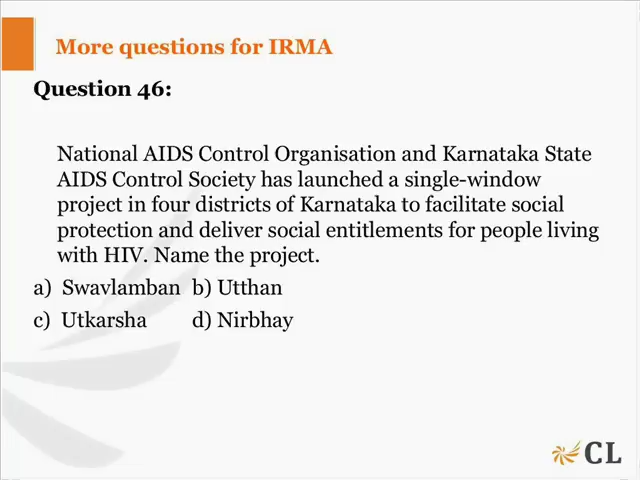 More questions for IRMA
Question 46:
National AIDS Control Organisation and Karnataka State
AIDS Control Society has launched a single-window
project in four districts of Karnataka to facilitate social
protection and deliver social entitlements for people living
with HIV. Name the project.
a) Swavlamban b) Utthan
c) Utkarsha d) Nirbhay
CL